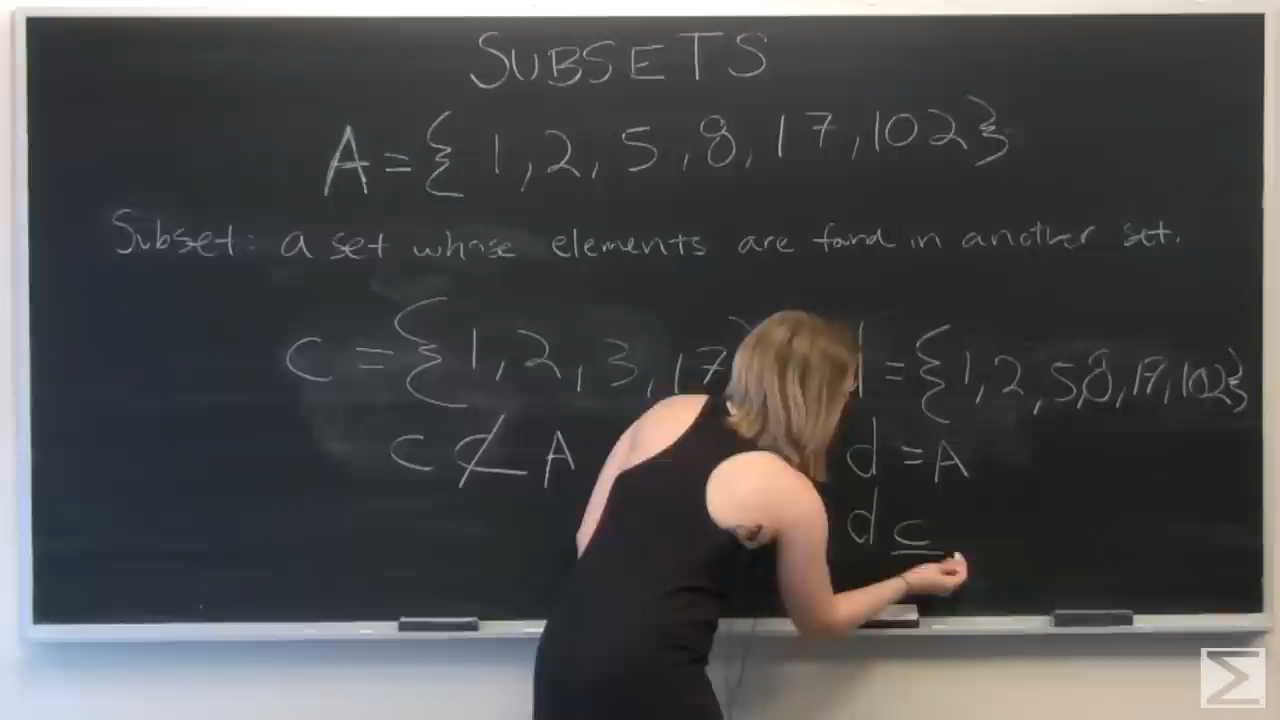 SUBSETS
A = { 1, 2, 5, 8, 17, 102}
Subset: a set whose elements are found in another set.
C = { 1, 2, 3, 17} d = { 1, 2, 5, 8, 17, 102}
C ⊄ A d = A
d ⊆
Σ